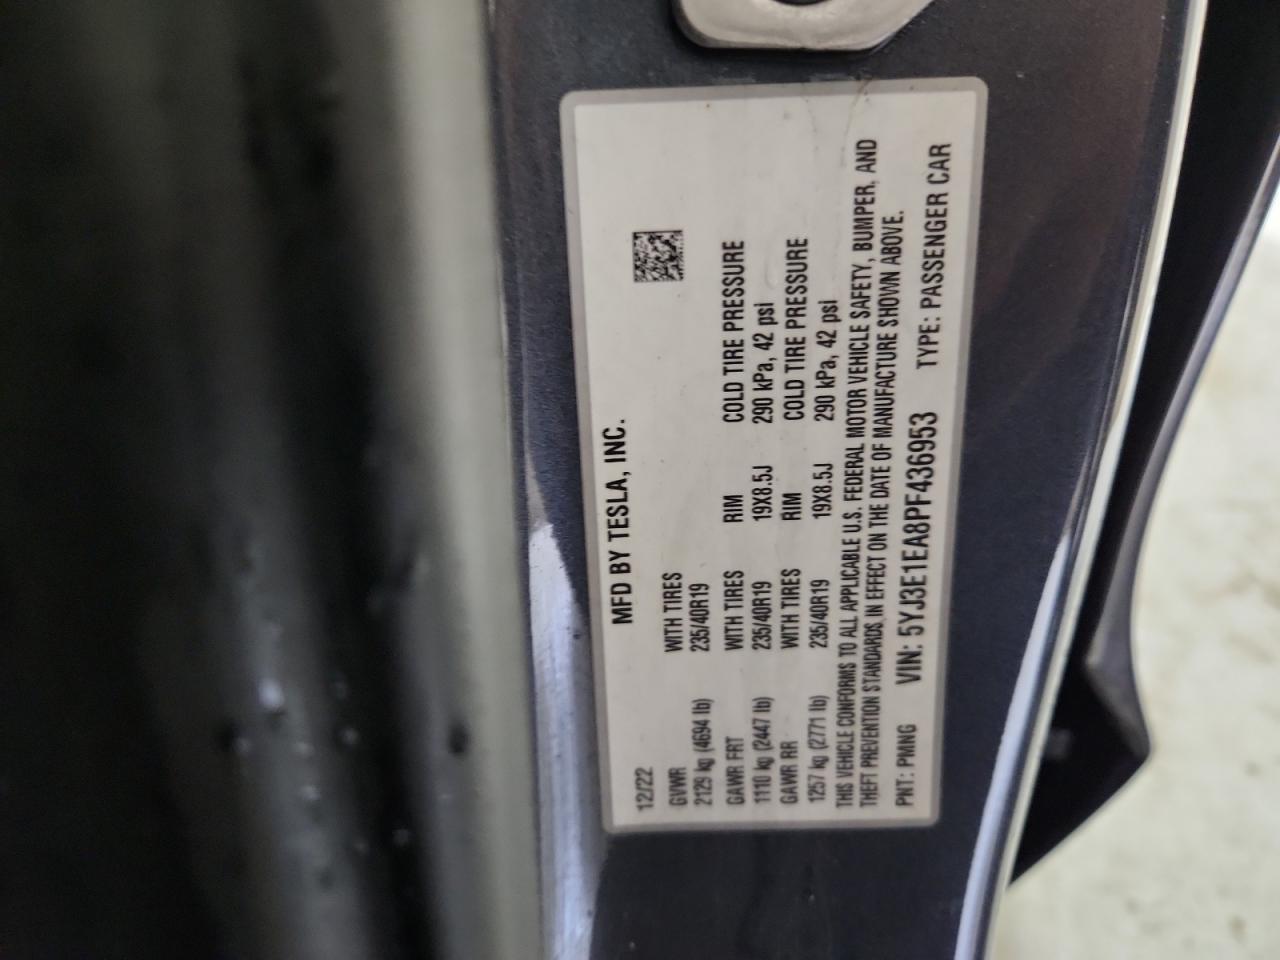 MFD BY TESLA, INC.
12/22
GVWR WITH TIRES
2129 kg (4694 lb) 235/40R19
GAWR FRT WITH TIRES RIM COLD TIRE PRESSURE
1110 kg (2447 lb) 235/40R19 19X8.5J 290 kPa, 42 psi
GAWR RR WITH TIRES RIM COLD TIRE PRESSURE
1257 kg (2771 lb) 235/40R19 19X8.5J 290 kPa, 42 psi
THIS VEHICLE CONFORMS TO ALL APPLICABLE U.S. FEDERAL MOTOR VEHICLE SAFETY, BUMPER, AND
THEFT PREVENTION STANDARDS IN EFFECT ON THE DATE OF MANUFACTURE SHOWN ABOVE.
PNT: PMNG VIN: 5YJ3E1EA8PF436953 TYPE: PASSENGER CAR